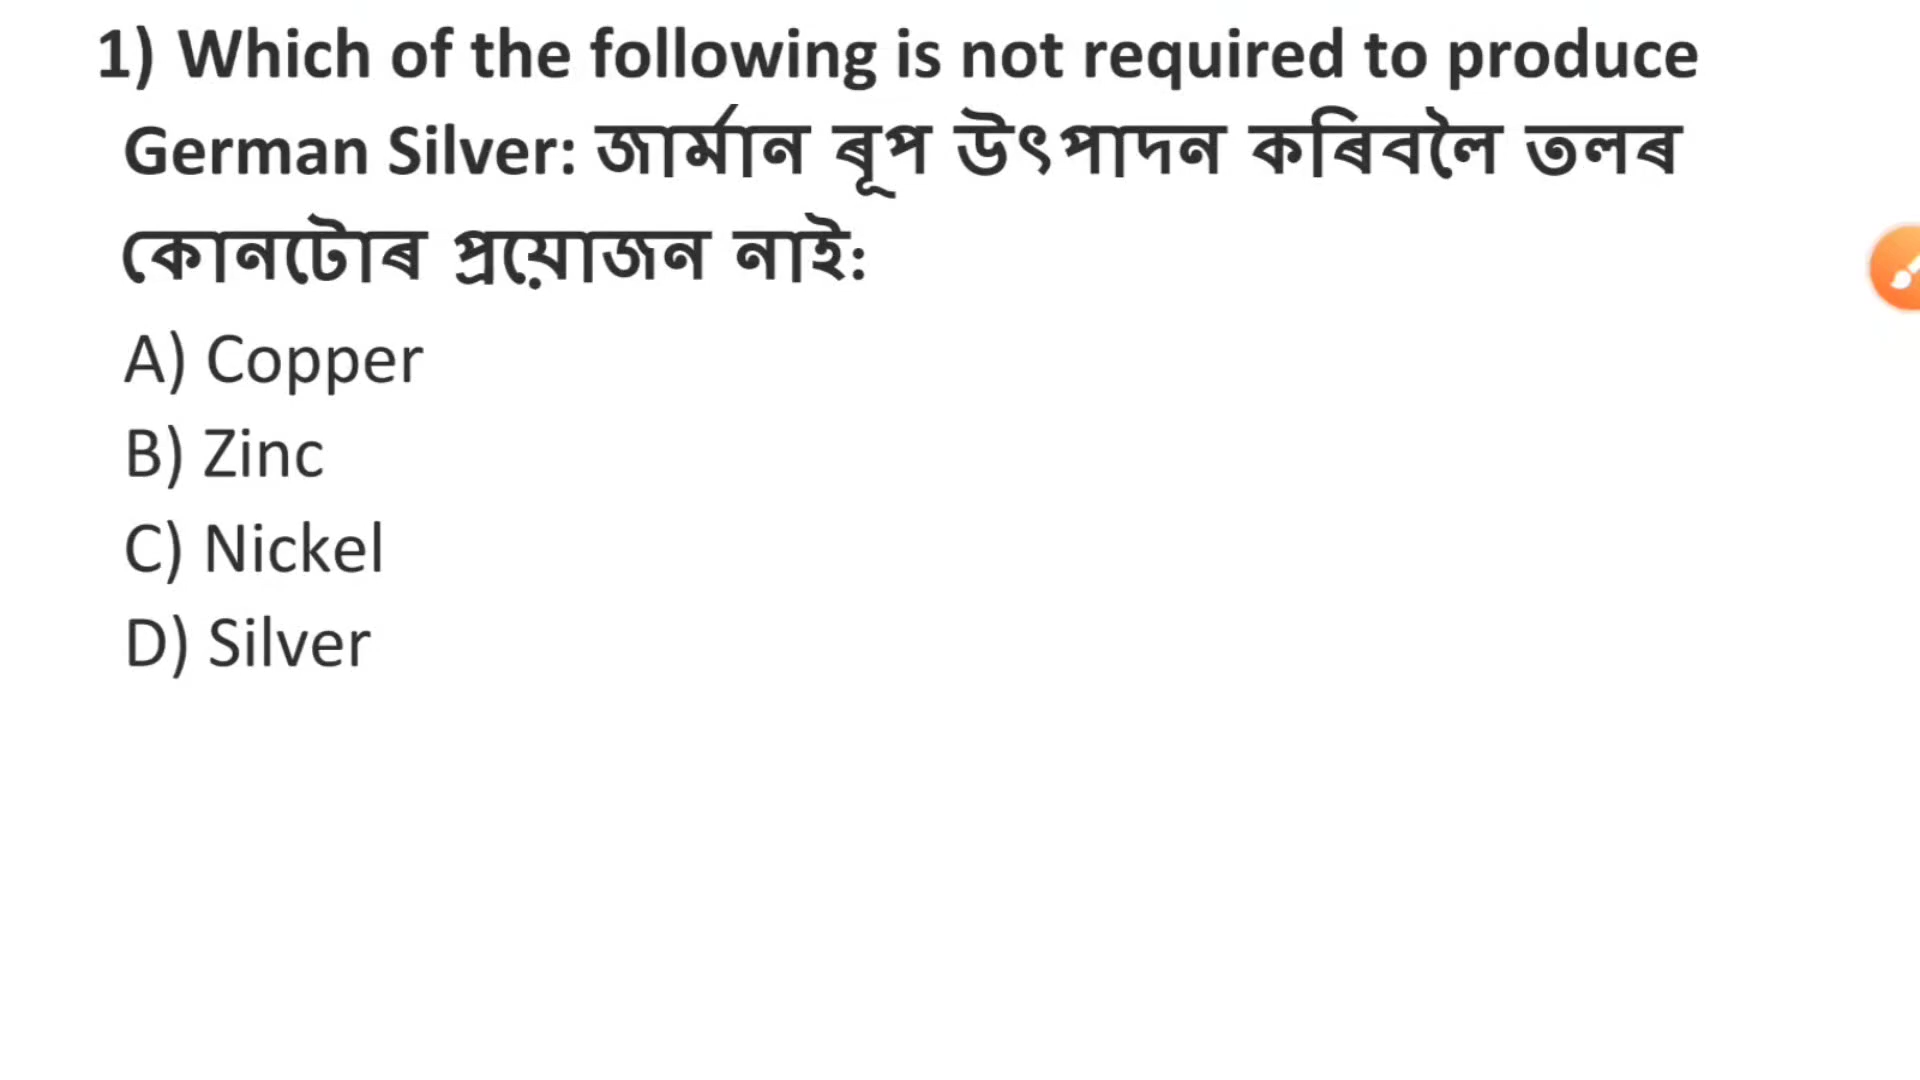 1) Which of the following is not required to produce
German Silver: জাৰ্মান ৰূপ উৎপাদন কৰিবলৈ তলৰ
কোনটোৰ প্ৰয়োজন নাই:
A) Copper
B) Zinc
C) Nickel
D) Silver